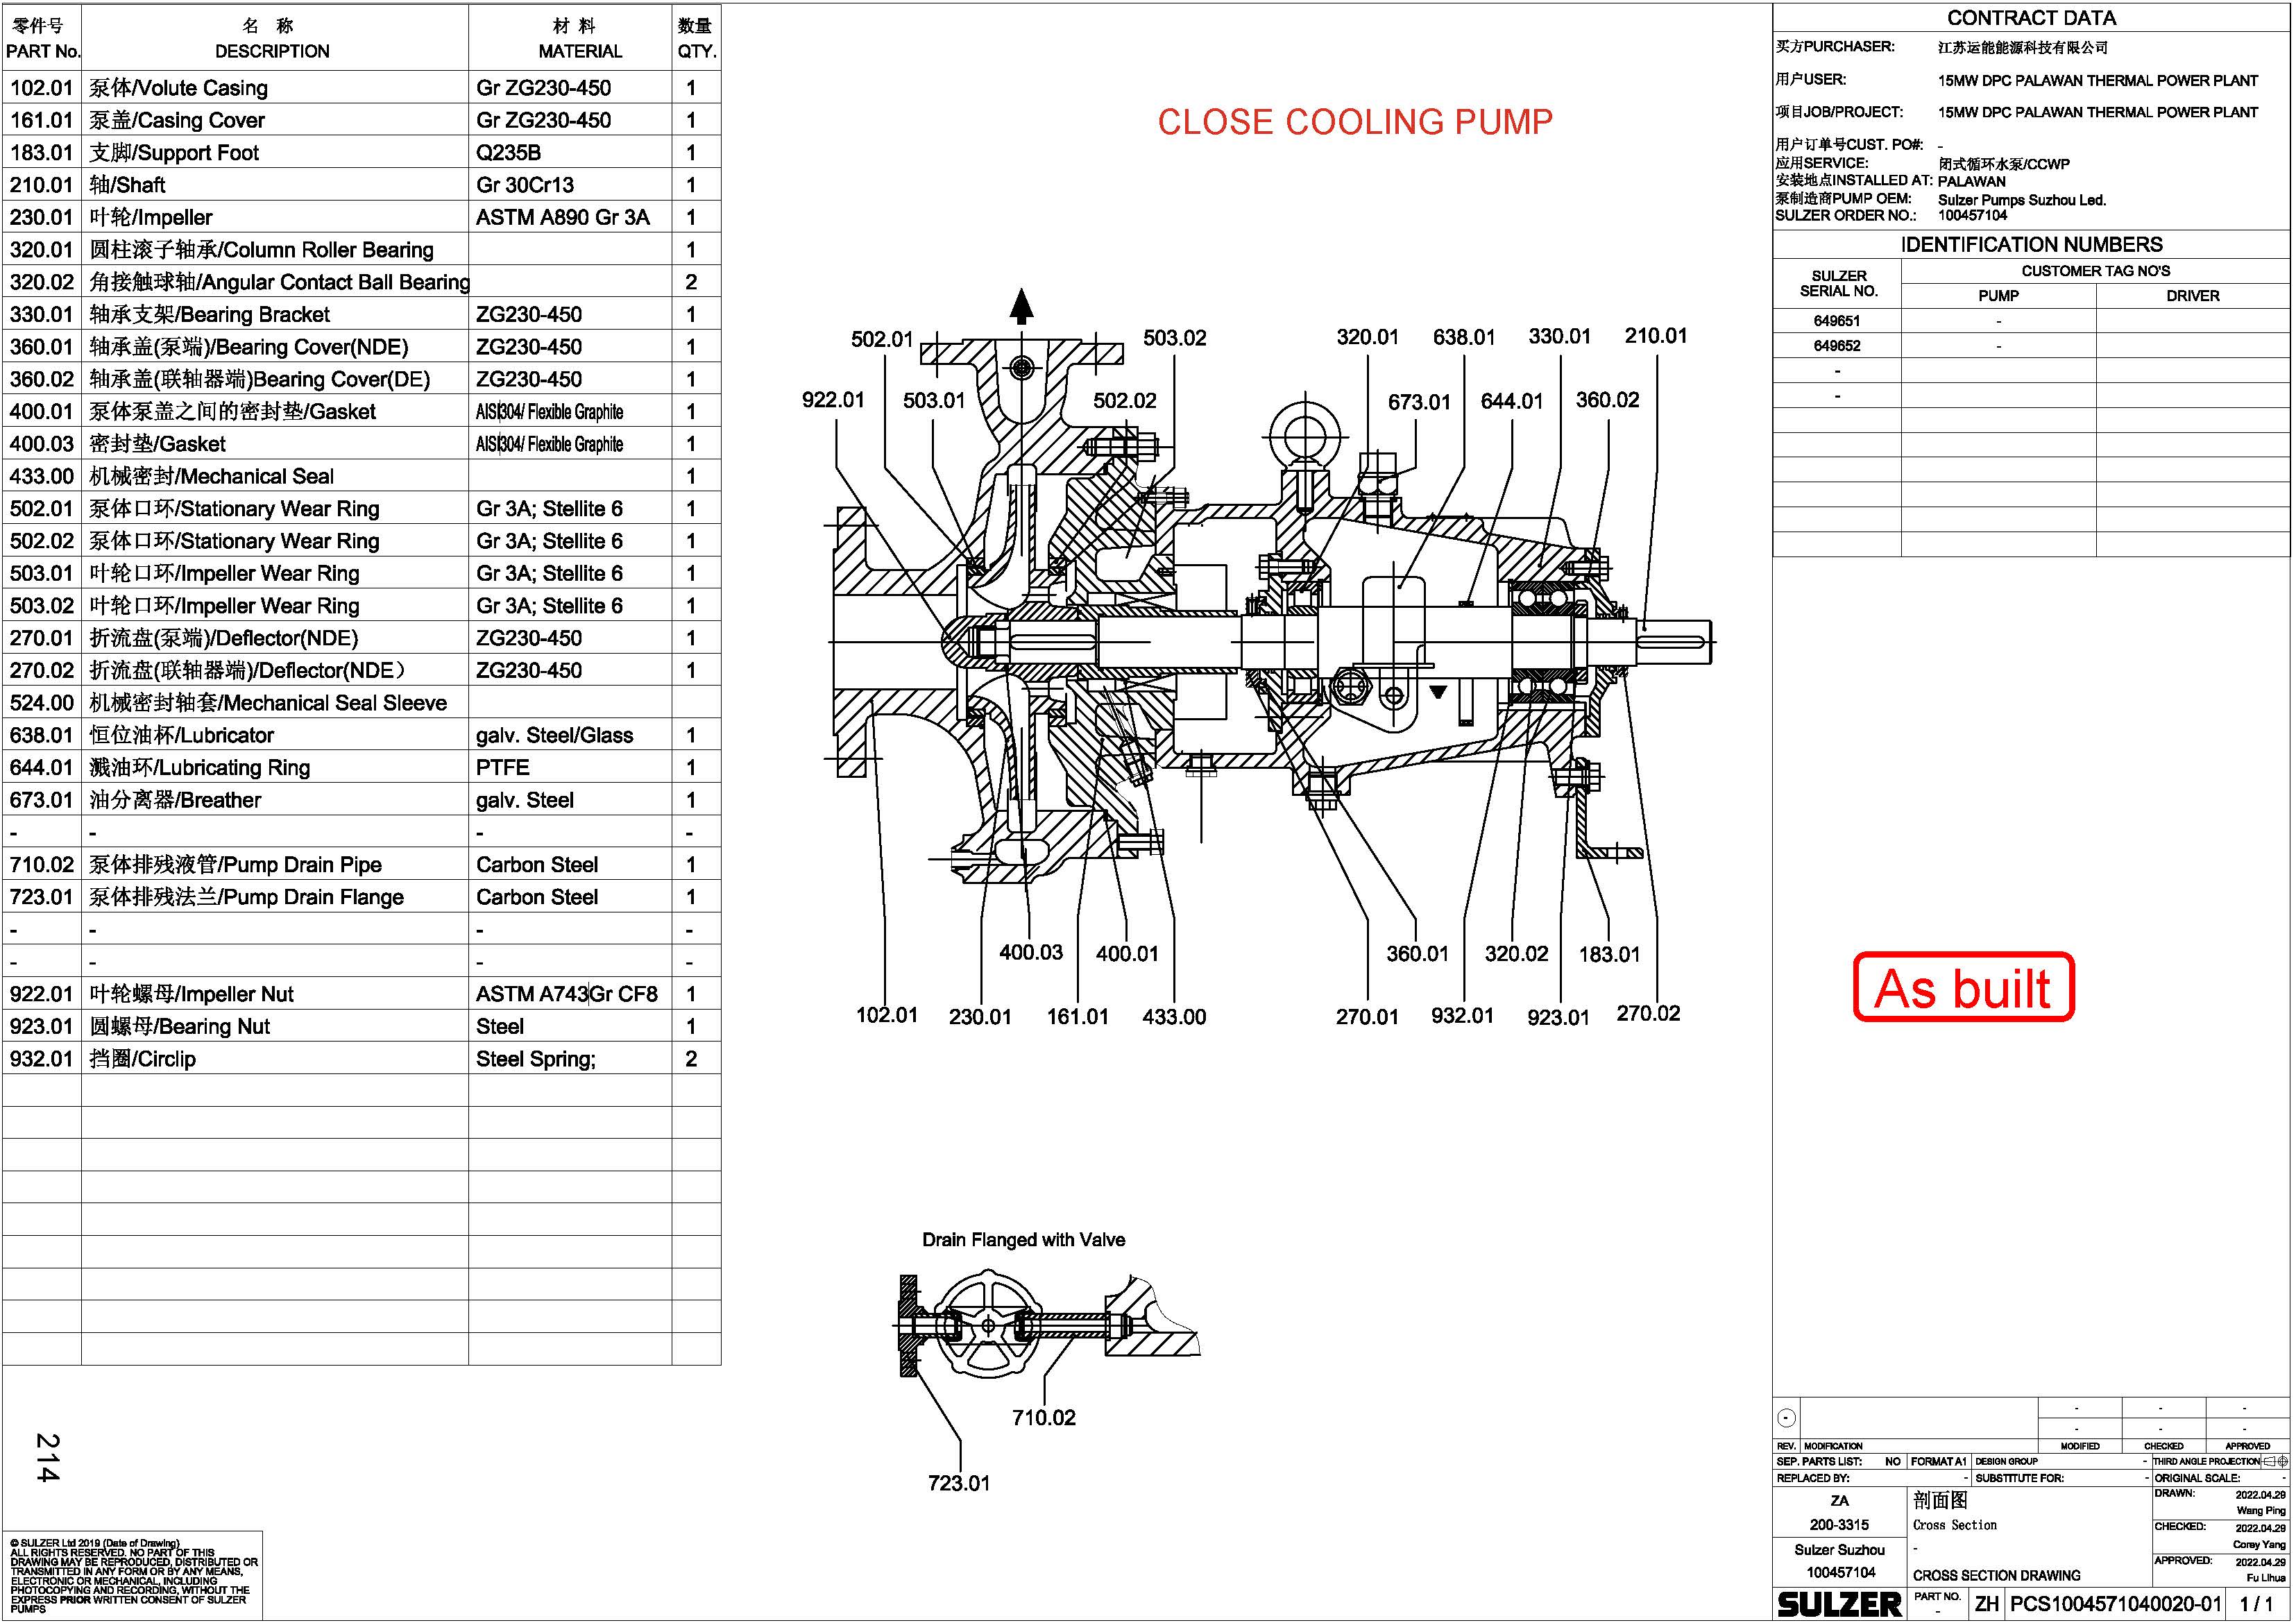 零件号 名 称 材 料 数量
PART No. DESCRIPTION MATERIAL QTY.
102.01 泵体/Volute Casing Gr ZG230-450 1
161.01 泵盖/Casing Cover Gr ZG230-450 1
183.01 支脚/Support Foot Q235B 1
210.01 轴/Shaft Gr 30Cr13 1
230.01 叶轮/Impeller ASTM A890 Gr 3A 1
320.01 圆柱滚子轴承/Column Roller Bearing 1
320.02 角接触球轴/Angular Contact Ball Bearing 2
330.01 轴承支架/Bearing Bracket ZG230-450 1
360.01 轴承盖(泵端)/Bearing Cover(NDE) ZG230-450 1
360.02 轴承盖(联轴器端)Bearing Cover(DE) ZG230-450 1
400.01 泵体泵盖之间的密封垫/Gasket AISI304/ Flexible Graphite 1
400.03 密封垫/Gasket AISI304/ Flexible Graphite 1
433.00 机械密封/Mechanical Seal 1
502.01 泵体口环/Stationary Wear Ring Gr 3A; Stellite 6 1
502.02 泵体口环/Stationary Wear Ring Gr 3A; Stellite 6 1
503.01 叶轮口环/Impeller Wear Ring Gr 3A; Stellite 6 1
503.02 叶轮口环/Impeller Wear Ring Gr 3A; Stellite 6 1
270.01 折流盘(泵端)/Deflector(NDE) ZG230-450 1
270.02 折流盘(联轴器端)/Deflector(NDE） ZG230-450 1
524.00 机械密封轴套/Mechanical Seal Sleeve
638.01 恒位油杯/Lubricator galv. Steel/Glass 1
644.01 溅油环/Lubricating Ring PTFE 1
673.01 油分离器/Breather galv. Steel 1
- - - -
710.02 泵体排残液管/Pump Drain Pipe Carbon Steel 1
723.01 泵体排残法兰/Pump Drain Flange Carbon Steel 1
- - - -
- - - -
922.01 叶轮螺母/Impeller Nut ASTM A743Gr CF8 1
923.01 圆螺母/Bearing Nut Steel 1
932.01 挡圈/Circlip Steel Spring; 2
214
© SULZER Ltd 2019 (Date of Drawing)
ALL RIGHTS RESERVED. NO PART OF THIS
DRAWING MAY BE REPRODUCED, DISTRIBUTED OR
TRANSMITTED IN ANY FORM OR BY ANY MEANS,
ELECTRONIC OR MECHANICAL, INCLUDING
PHOTOCOPYING AND RECORDING, WITHOUT THE
EXPRESS PRIOR WRITTEN CONSENT OF SULZER
PUMPS
CLOSE COOLING PUMP
502.01 503.02 320.01 638.01 330.01 210.01
922.01 503.01 502.02 673.01 644.01 360.02
400.03 400.01 360.01 320.02 183.01
102.01 230.01 161.01 433.00 270.01 932.01 923.01 270.02
Drain Flanged with Valve
710.02
723.01
CONTRACT DATA
买方PURCHASER: 江苏运能能源科技有限公司
用户USER: 15MW DPC PALAWAN THERMAL POWER PLANT
项目JOB/PROJECT: 15MW DPC PALAWAN THERMAL POWER PLANT
用户订单号CUST. PO#: -
应用SERVICE: 闭式循环水泵/CCWP
安装地点INSTALLED AT: PALAWAN
泵制造商PUMP OEM: Sulzer Pumps Suzhou Led.
SULZER ORDER NO.: 100457104
IDENTIFICATION NUMBERS
SULZER SERIAL NO. CUSTOMER TAG NO'S
PUMP DRIVER
649651 -
649652 -
-
-
As built
- - - -
- - -
REV. MODIFICATION MODIFIED CHECKED APPROVED
SEP. PARTS LIST: NO FORMAT A1 DESIGN GROUP - THIRD ANGLE PROJECTION
REPLACED BY: - SUBSTITUTE FOR: - ORIGINAL SCALE: -
ZA 剖面图 DRAWN: 2022.04.29
Wang Ping
200-3315 Cross Section CHECKED: 2022.04.29
Sulzer Suzhou - Corey Yang
APPROVED: 2022.04.29
100457104 CROSS SECTION DRAWING Fu Lihua
SULZER PART NO. - ZH PCS1004571040020-01 1 / 1